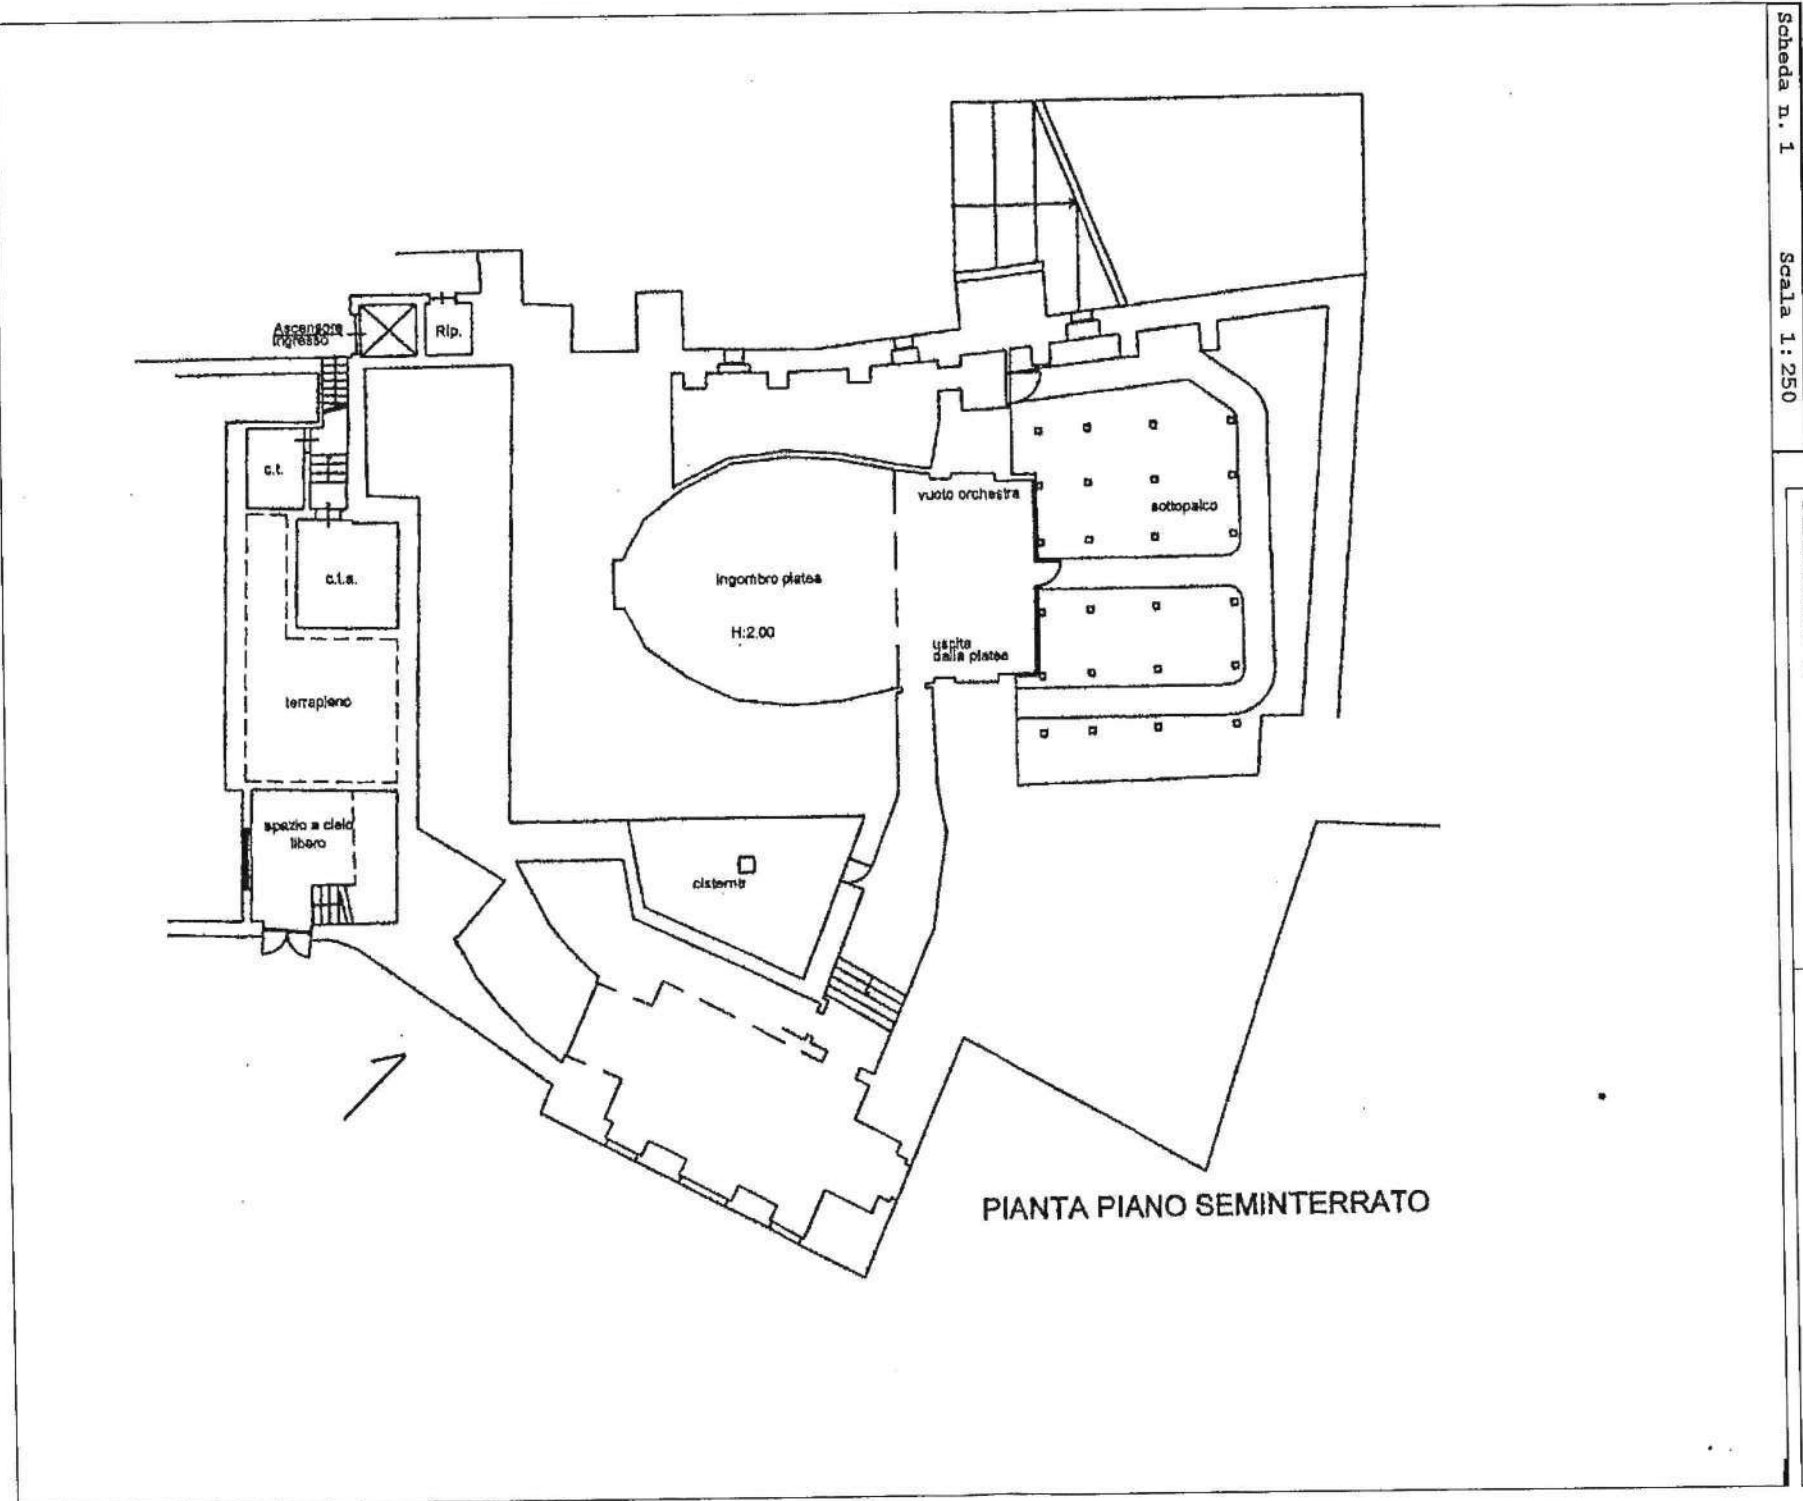 Scheda n. 1
Scala 1:250
Ascensore
ingresso
Rip.
c.t.
c.t.a.
terrapieno
spazio a cielo
libero
ingombro platea
H:2.00
vuoto orchestra
uscita
dalla platea
sottopalco
cisterna
PIANTA PIANO SEMINTERRATO